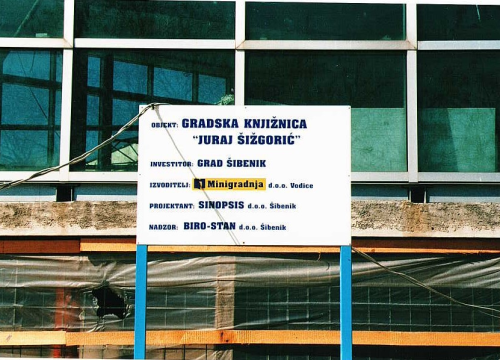 OBJEKT: GRADSKA KNJIŽNICA
"JURAJ ŠIŽGORIĆ"
INVESTITOR: GRAD ŠIBENIK
IZVODITELJ: Minigradnja d.o.o. Vodice
PROJEKTANT: SINOPSIS d.o.o. Šibenik
NADZOR: BIRO-STAN d.o.o. Šibenik